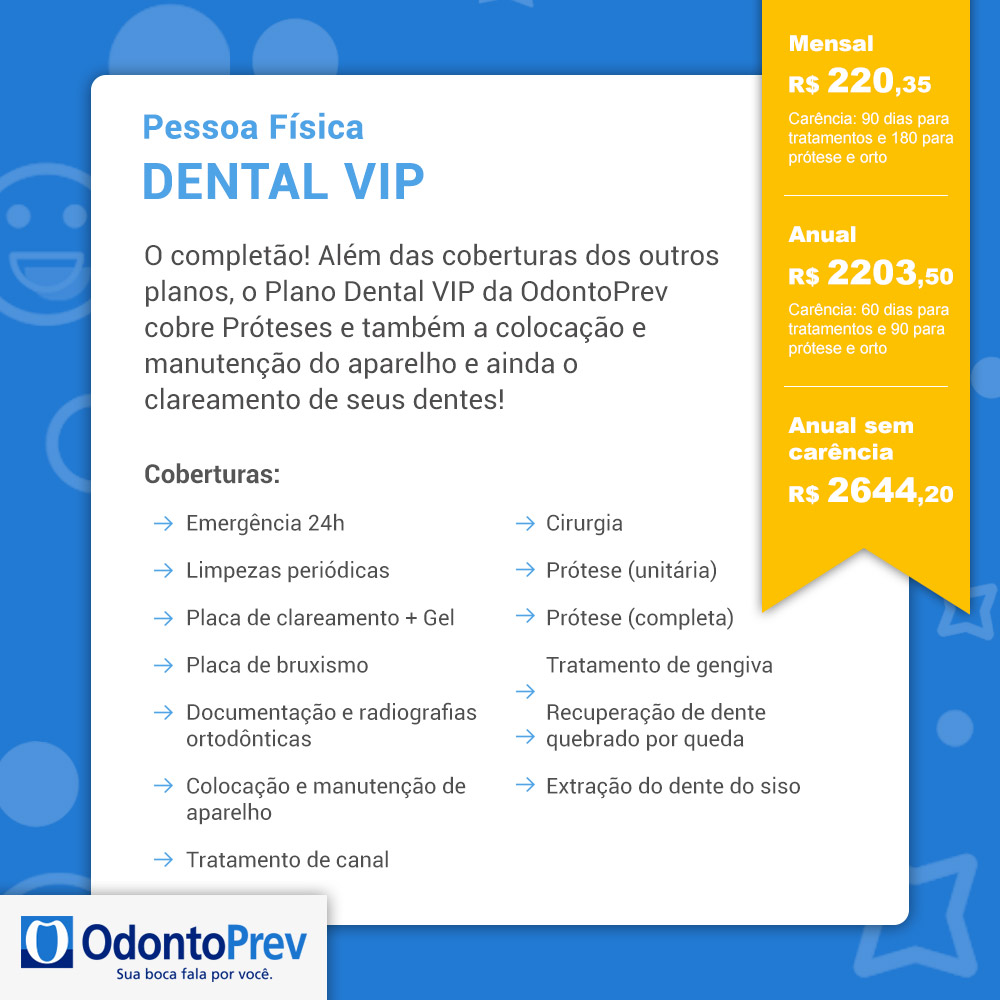 Pessoa Física
DENTAL VIP
O completão! Além das coberturas dos outros
planos, o Plano Dental VIP da OdontoPrev
cobre Próteses e também a colocação e
manutenção do aparelho e ainda o
clareamento de seus dentes!
Coberturas:
Emergência 24h
Limpezas periódicas
Placa de clareamento + Gel
Placa de bruxismo
Documentação e radiografias
ortodônticas
Colocação e manutenção de
aparelho
Tratamento de canal
Cirurgia
Prótese (unitária)
Prótese (completa)
Tratamento de gengiva
Recuperação de dente
quebrado por queda
Extração do dente do siso
Mensal
R$ 220,35
Carência: 90 dias para
tratamentos e 180 para
prótese e orto
Anual
R$ 2203,50
Carência: 60 dias para
tratamentos e 90 para
prótese e orto
Anual sem
carência
R$ 2644,20
OdontoPrev
Sua boca fala por você.